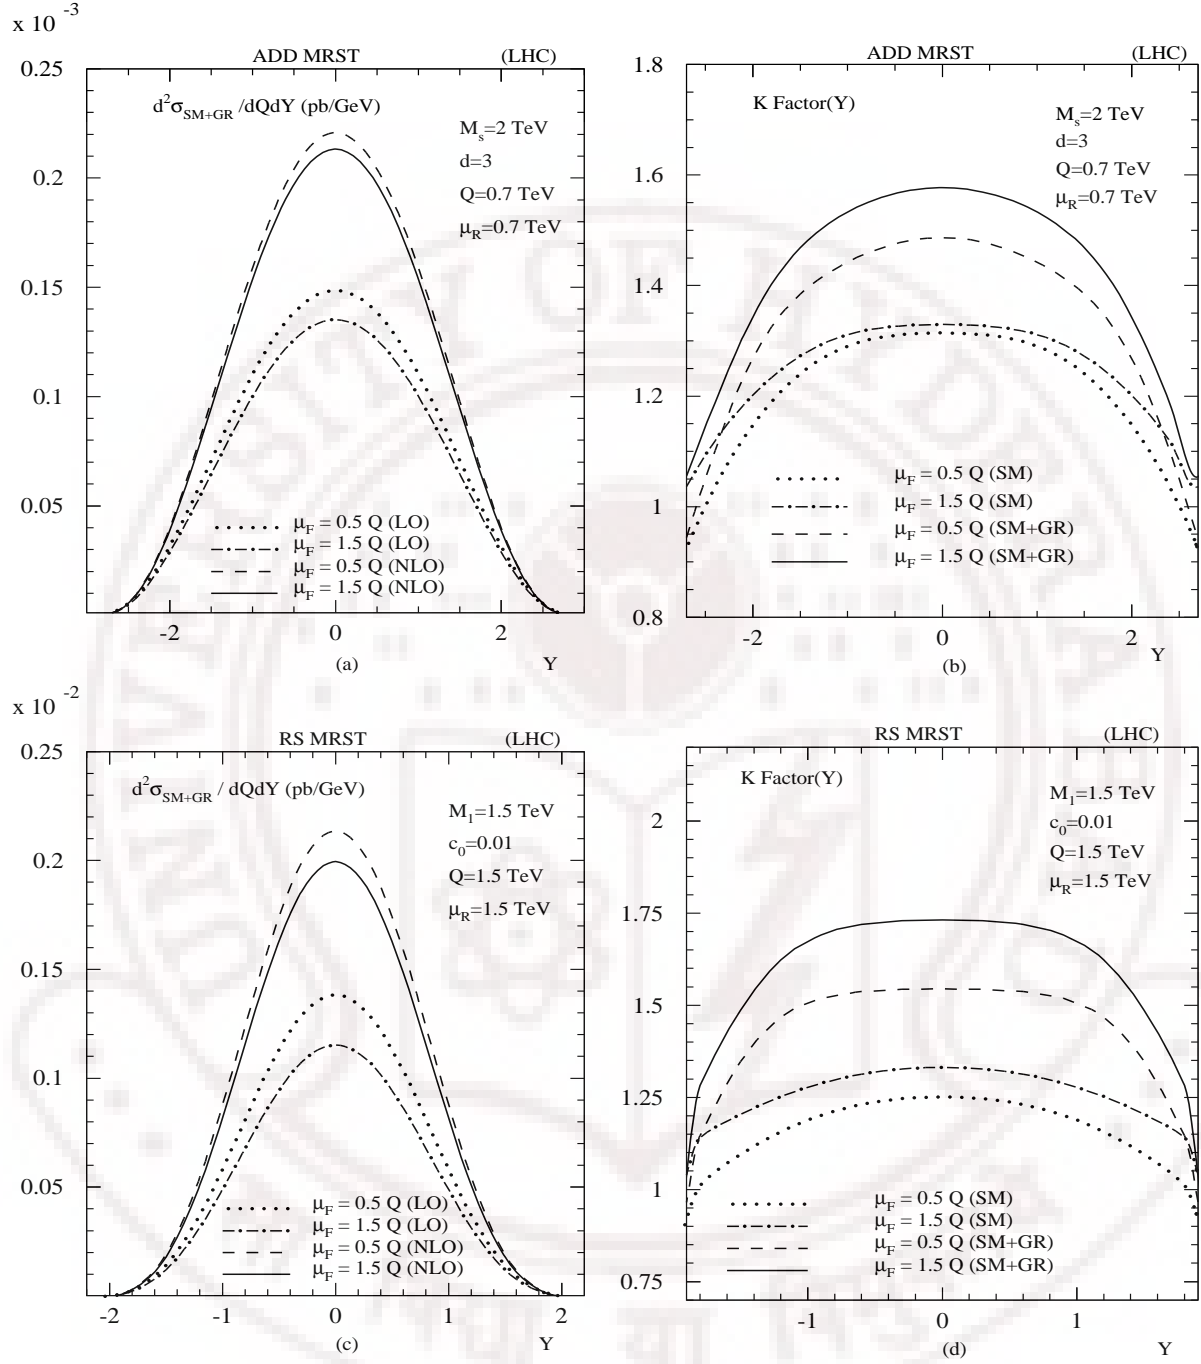 x 10 -3
ADD MRST (LHC)
d2σSM+GR /dQdY (pb/GeV)
Ms=2 TeV
d=3
Q=0.7 TeV
μR=0.7 TeV
0.25
0.2
0.15
0.1
0.05
μF = 0.5 Q (LO)
μF = 1.5 Q (LO)
μF = 0.5 Q (NLO)
μF = 1.5 Q (NLO)
-2 0 2
(a) Y
ADD MRST (LHC)
K Factor(Y)
Ms=2 TeV
d=3
Q=0.7 TeV
μR=0.7 TeV
1.8
1.6
1.4
1.2
1
0.8
μF = 0.5 Q (SM)
μF = 1.5 Q (SM)
μF = 0.5 Q (SM+GR)
μF = 1.5 Q (SM+GR)
-2 0 2
(b) Y
x 10 -2
RS MRST (LHC)
d2σSM+GR / dQdY (pb/GeV)
M1=1.5 TeV
c0=0.01
Q=1.5 TeV
μR=1.5 TeV
0.25
0.2
0.15
0.1
0.05
μF = 0.5 Q (LO)
μF = 1.5 Q (LO)
μF = 0.5 Q (NLO)
μF = 1.5 Q (NLO)
-2 -1 0 1 2
(c) Y
RS MRST (LHC)
K Factor(Y)
M1=1.5 TeV
c0=0.01
Q=1.5 TeV
μR=1.5 TeV
2
1.75
1.5
1.25
1
0.75
μF = 0.5 Q (SM)
μF = 1.5 Q (SM)
μF = 0.5 Q (SM+GR)
μF = 1.5 Q (SM+GR)
-1 0 1
(d) Y